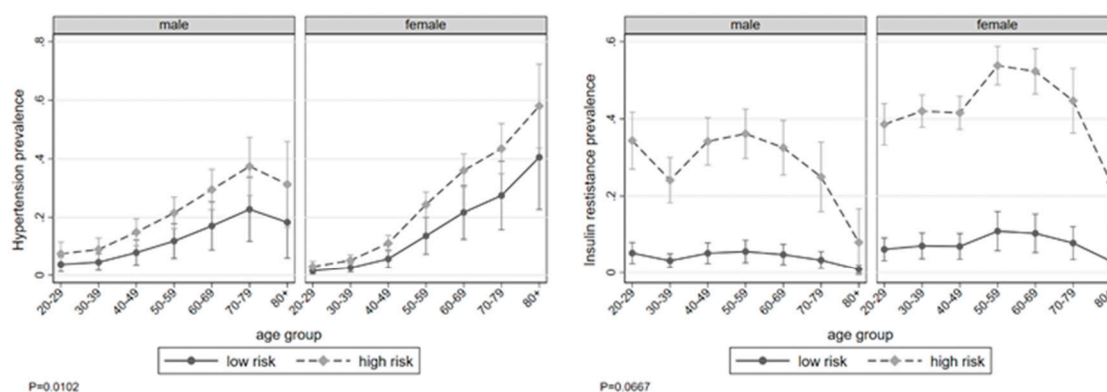 male female
Hypertension prevalence
.8
.6
.4
.2
0
20-29 30-39 40-49 50-59 60-69 70-79 80+ 20-29 30-39 40-49 50-59 60-69 70-79 80+
age group
low risk high risk
P=0.0102
male female
Insulin restistance prevalence
.6
.4
.2
0
20-29 30-39 40-49 50-59 60-69 70-79 80+ 20-29 30-39 40-49 50-59 60-69 70-79
age group
low risk high risk
P=0.0667